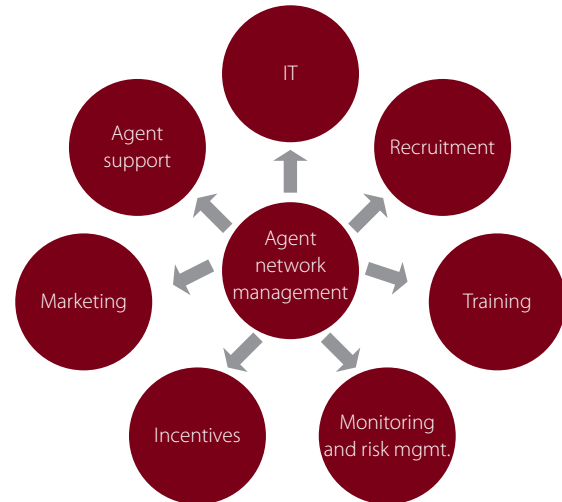 IT
Agent
support
Recruitment
Agent
network
management
Marketing
Training
Incentives
Monitoring
and risk mgmt.